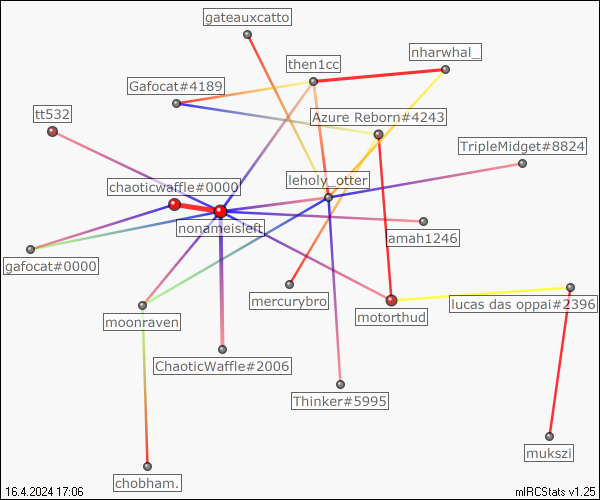 gateauxcatto
nharwhal_
then1cc
Gafocat#4189
Azure Reborn#4243
tt532
TripleMidget#8824
leholy_otter
chaoticwaffle#0000
nonameisleft
amah1246
gafocat#0000
mercurybro
lucas das oppai#2396
motorthud
moonraven
ChaoticWaffle#2006
Thinker#5995
mukszi
chobham.
16.4.2024 17:06
mIRCStats v1.25